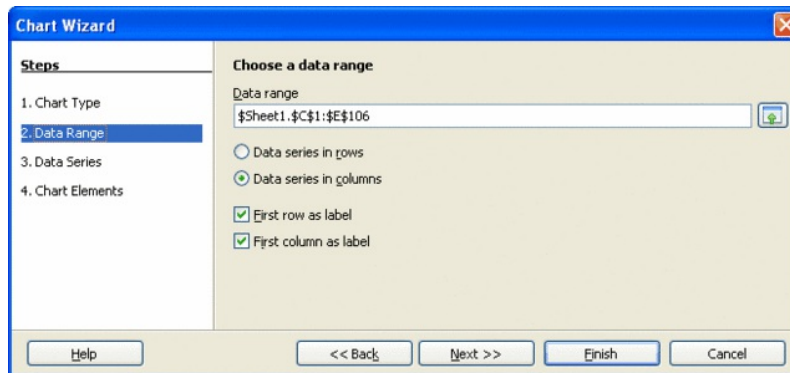 Chart Wizard
Steps
1. Chart Type
2. Data Range
3. Data Series
4. Chart Elements
Choose a data range
Data range
$Sheet1.$C$1:$E$106
Data series in rows
Data series in columns
First row as label
First column as label
Help
<< Back
Next >>
Finish
Cancel